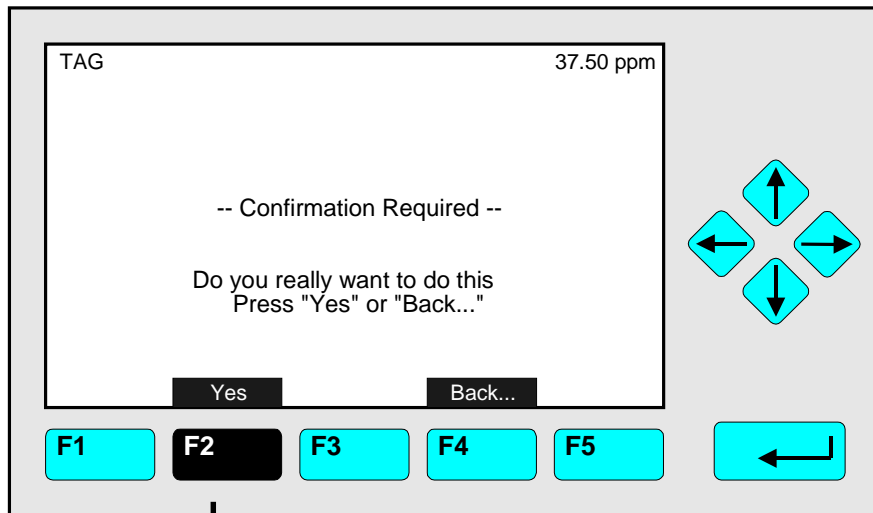 TAG 37.50 ppm
-- Confirmation Required --
Do you really want to do this
Press "Yes" or "Back..."
Yes Back...
F1 F2 F3 F4 F5